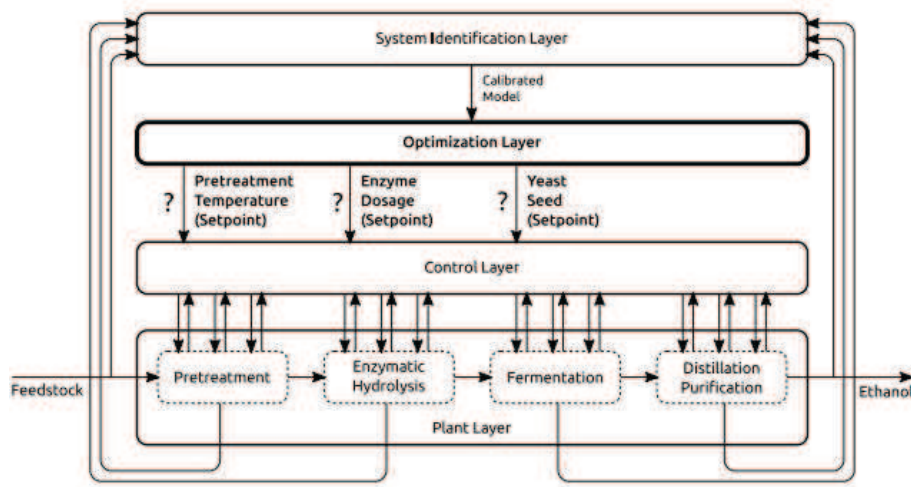 System Identification Layer
Calibrated
Model
Optimization Layer
?
Pretreatment
Temperature
(Setpoint)
?
Enzyme
Dosage
(Setpoint)
?
Yeast
Seed
(Setpoint)
Control Layer
Feedstock
Pretreatment
Enzymatic
Hydrolysis
Fermentation
Distillation
Purification
Ethanol
Plant Layer